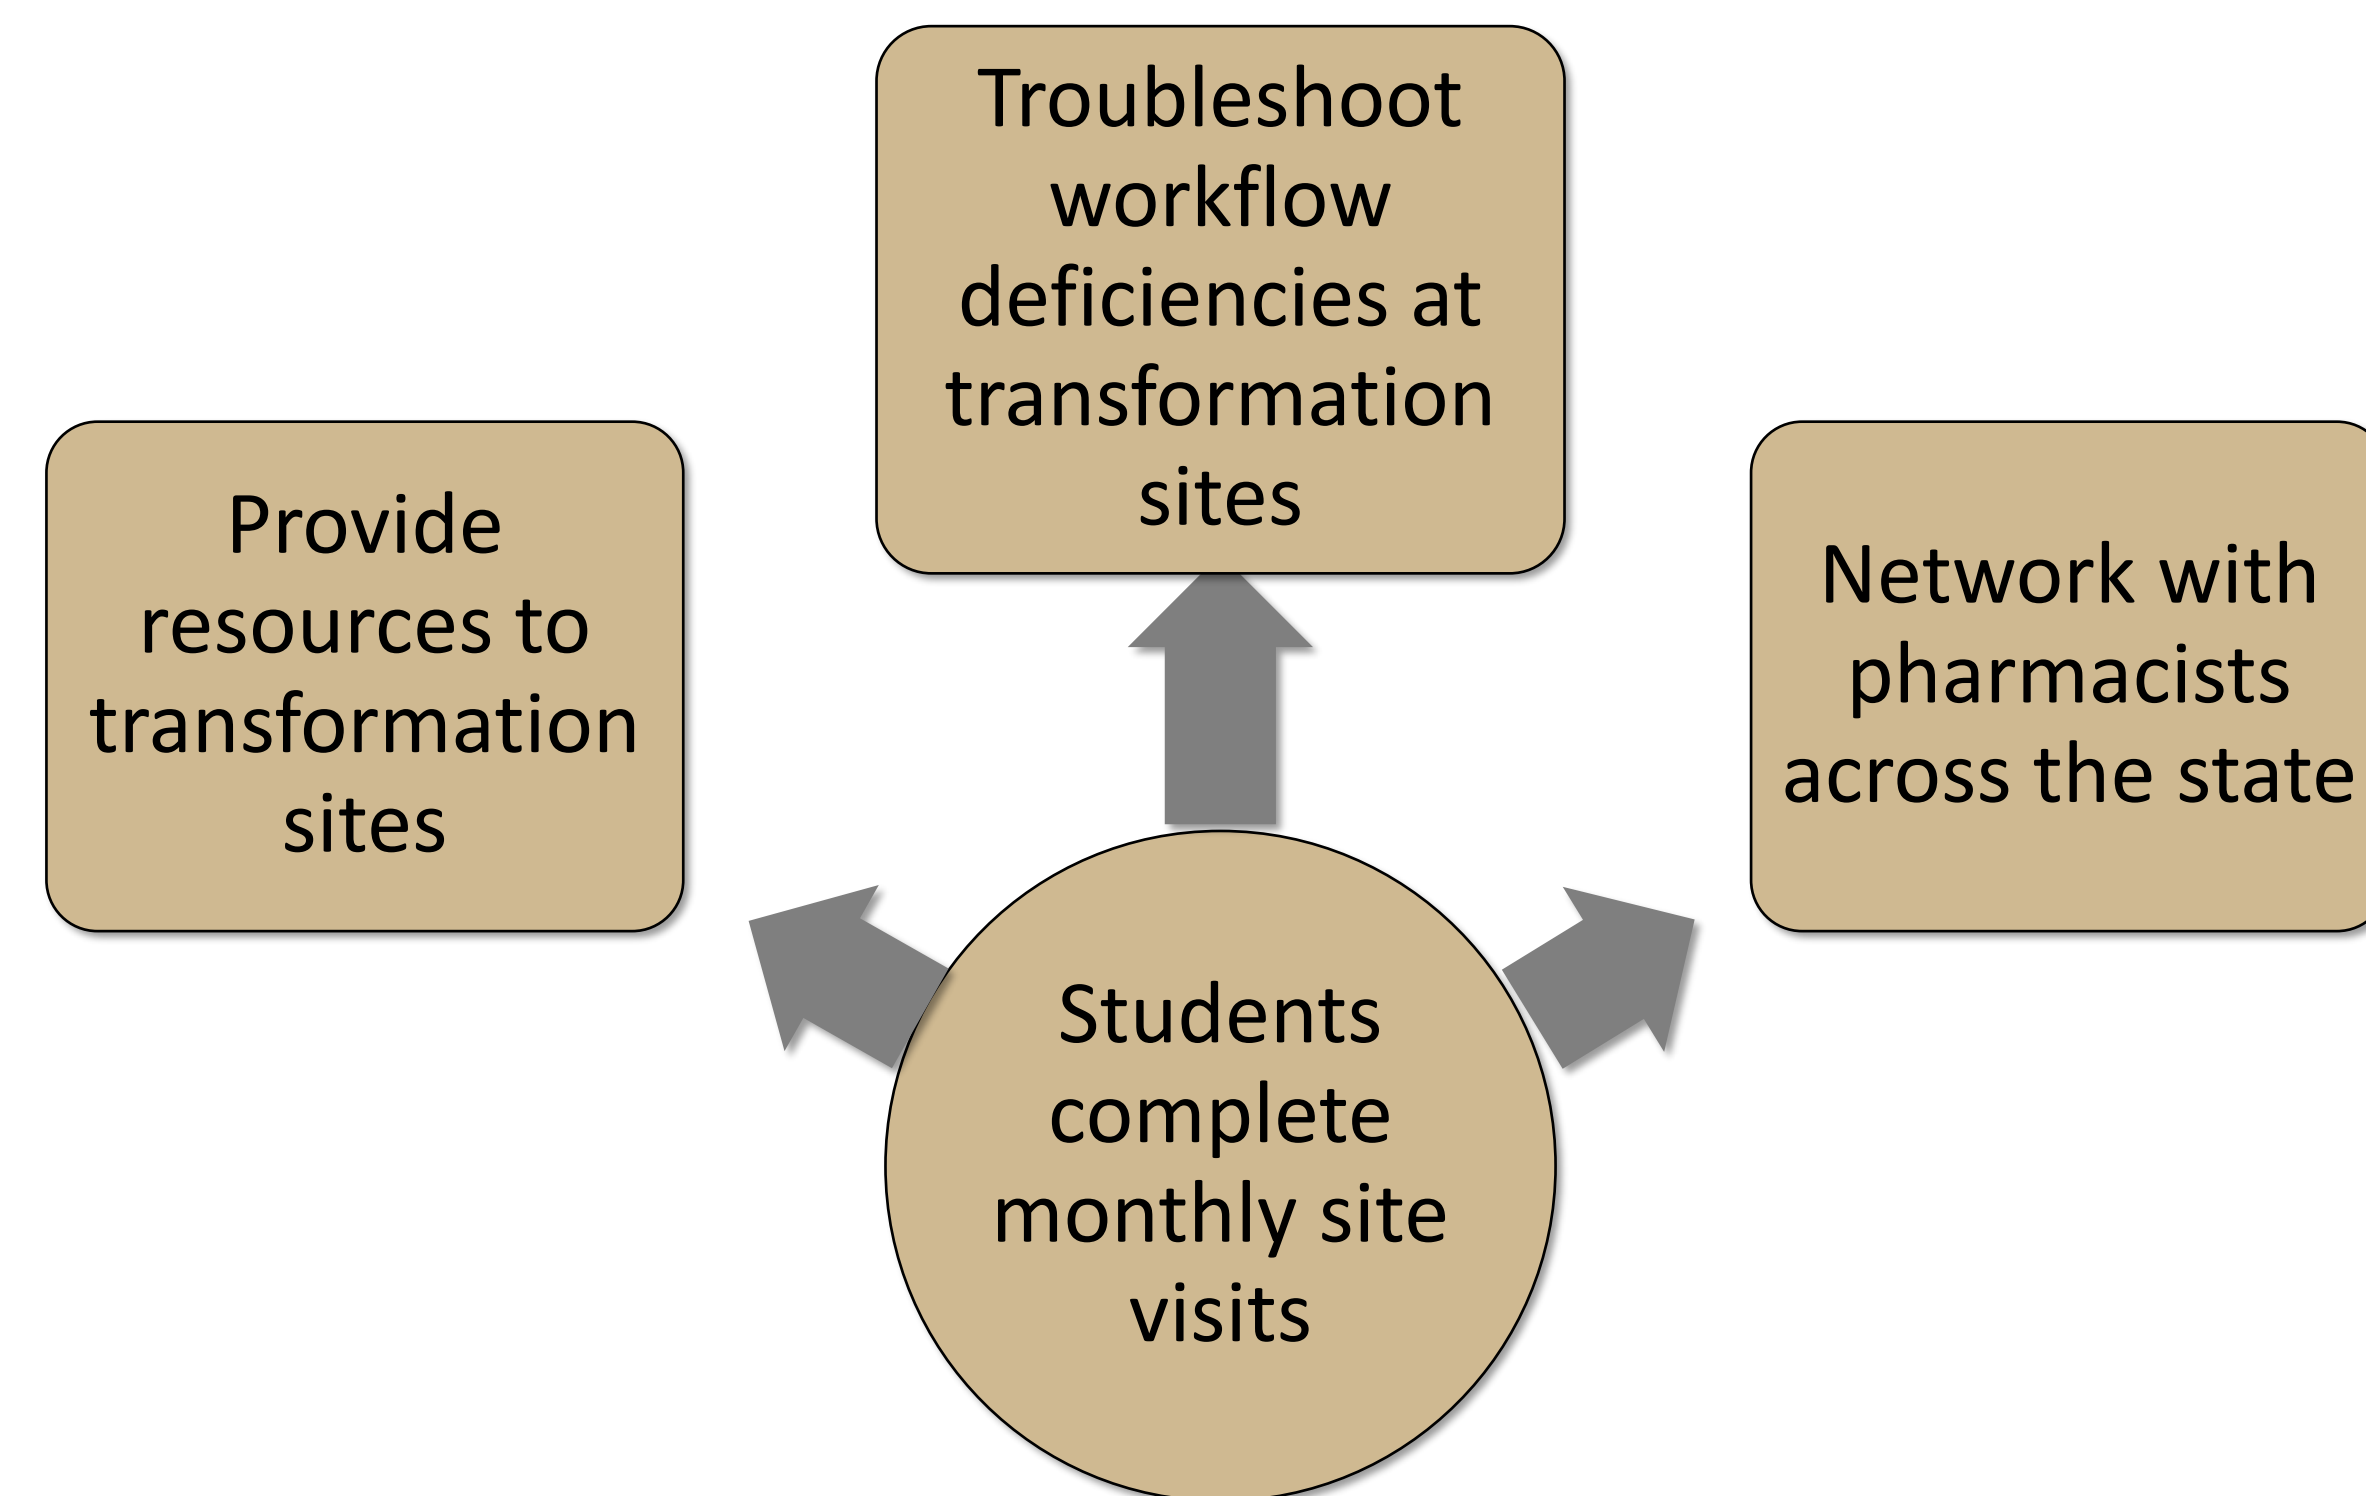 Troubleshoot
workflow
deficiencies at
transformation
sites
Provide
resources to
transformation
sites
Network with
pharmacists
across the state
Students
complete
monthly site
visits